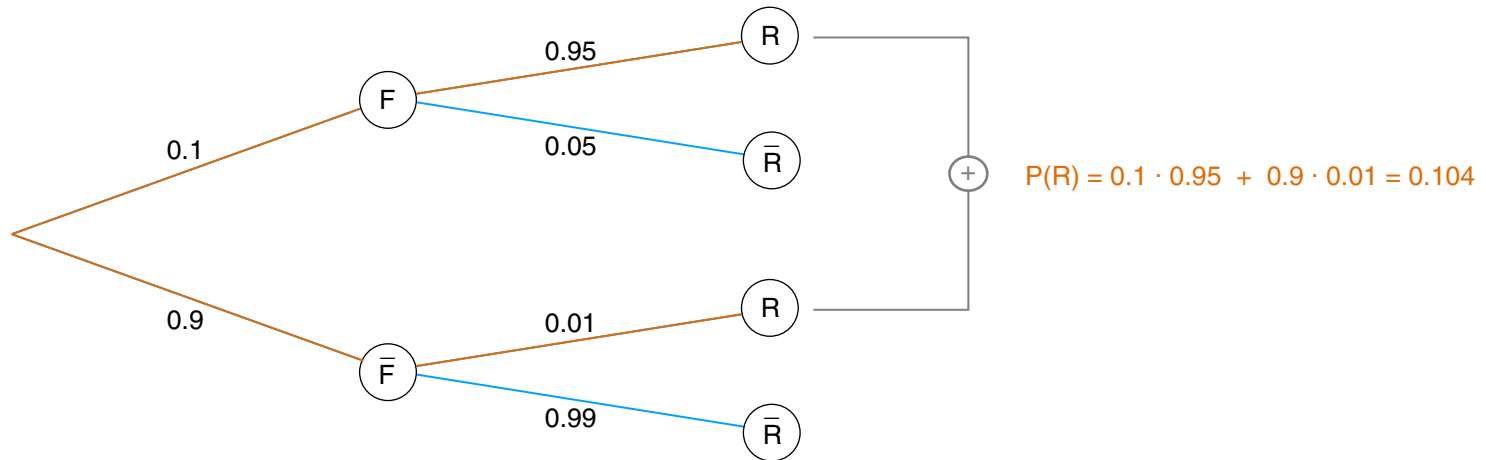 0.95
R
F
0.1
0.05
R̅
+
P(R) = 0.1 · 0.95 + 0.9 · 0.01 = 0.104
0.9
0.01
R
F̅
0.99
R̅